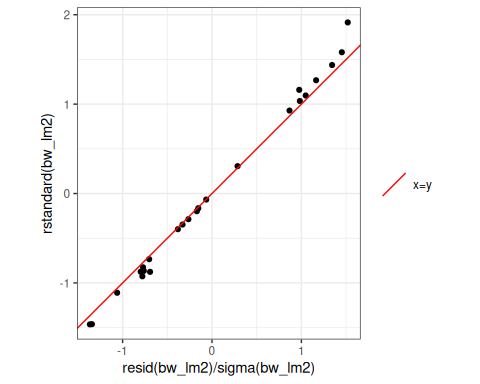 2
1
0
-1
rstandard(bw_lm2)
-1 0 1
resid(bw_lm2)/sigma(bw_lm2)
x=y